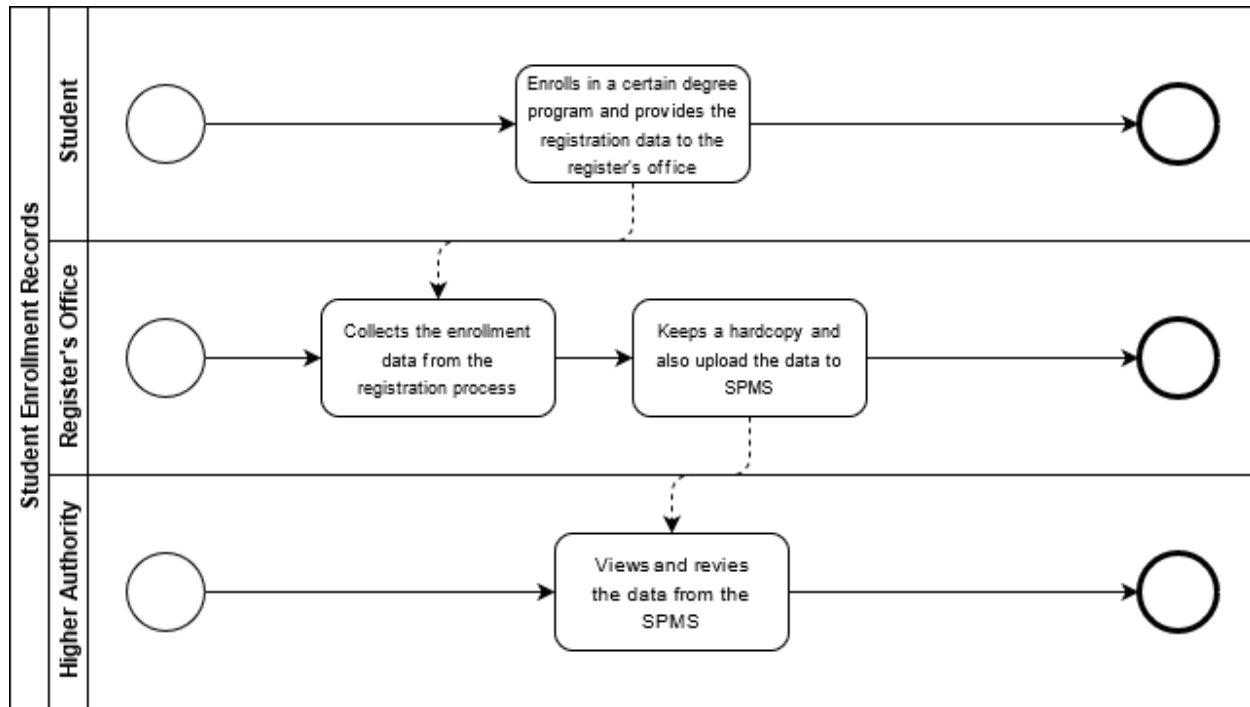 Student Enrollment Records
Student
Enrolls in a certain degree
program and provides the
registration data to the
register's office
Register's Office
Collects the enrollment
data from the
registration process
Keeps a hardcopy and
also upload the data to
SPMS
Higher Authority
Views and revies
the data from the
SPMS